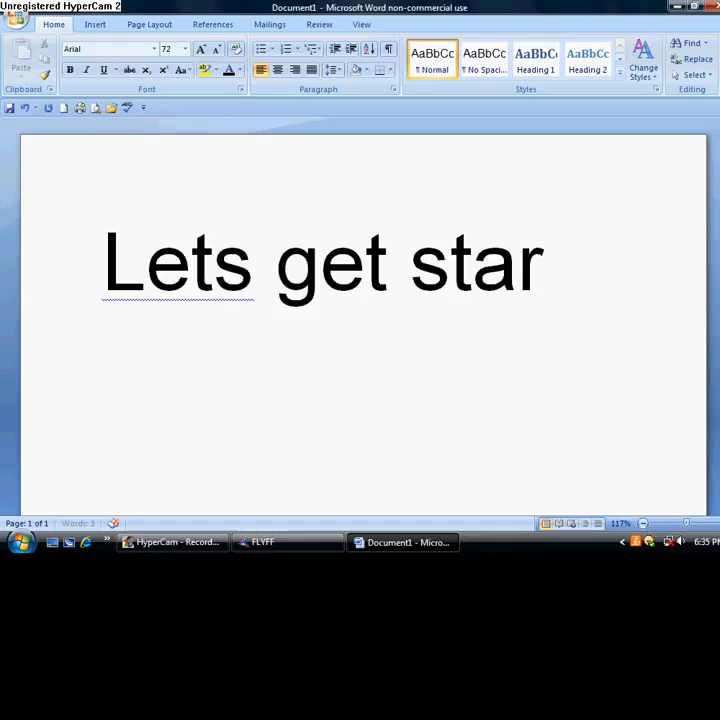 Unregistered HyperCam 2
Document1 - Microsoft Word non-commercial use
Home Insert Page Layout References Mailings Review View
Paste
Arial 72
AaBbCc AaBbCc AaBbC AaBbCc
¶ Normal ¶ No Spaci... Heading 1 Heading 2
Change Styles
Find
Replace
Select
Clipboard Font Paragraph Styles Editing
Lets get star
Page: 1 of 1 Words: 3 117%
HyperCam - Record... FLYFF Document1 - Micro... 6:35 PM